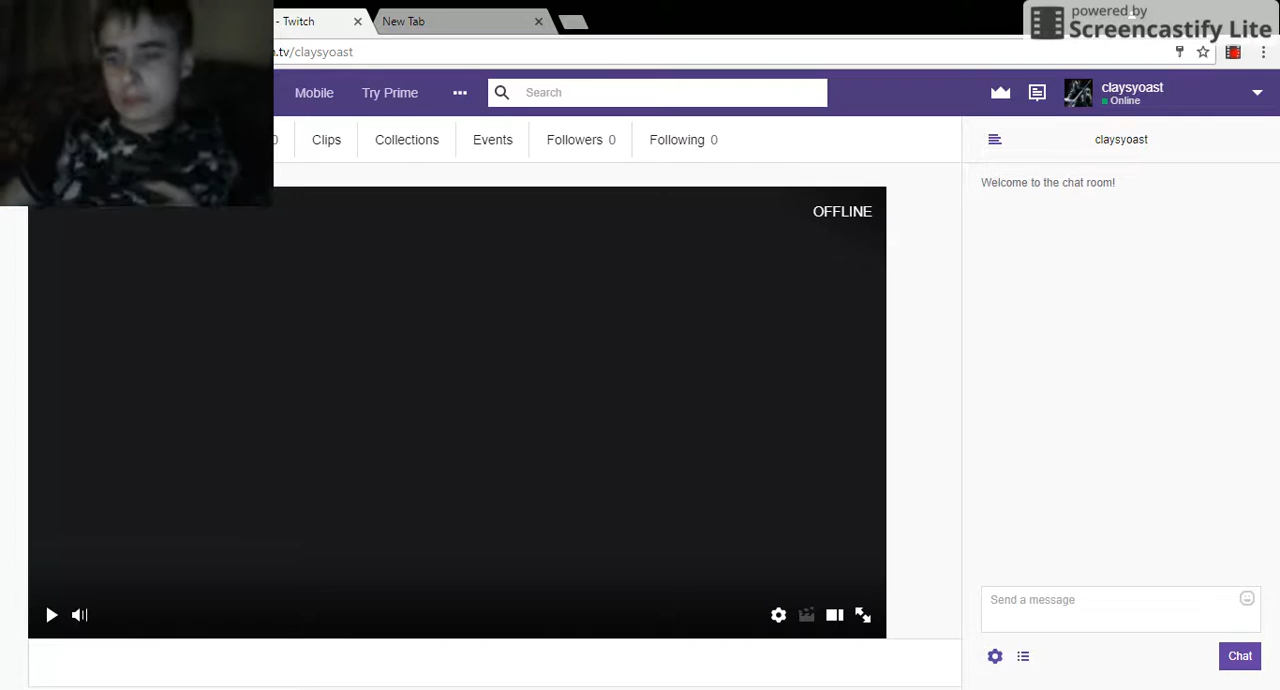 - Twitch
New Tab
powered by
Screencastify Lite
.tv/claysyoast
Mobile
Try Prime
Search
claysyoast
Online
0
Clips
Collections
Events
Followers 0
Following 0
claysyoast
Welcome to the chat room!
OFFLINE
Send a message
Chat